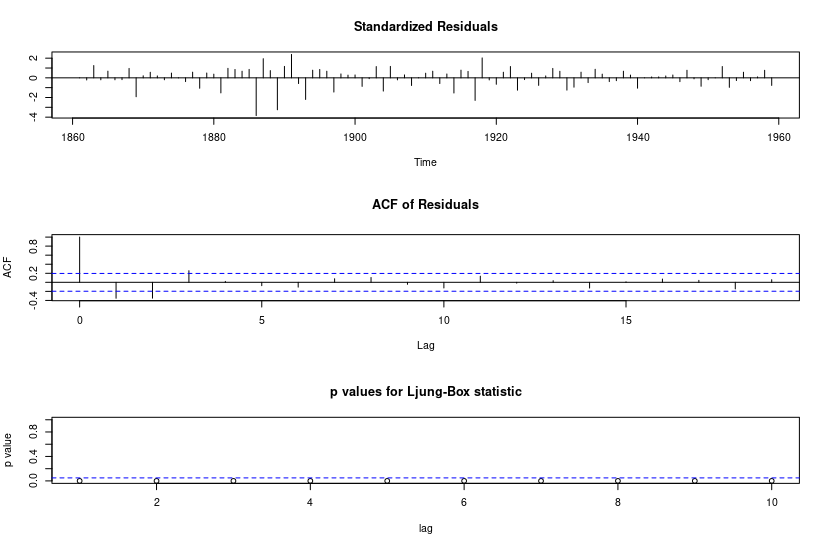 Standardized Residuals
2
0
-2
-4
1860 1880 1900 1920 1940 1960
Time
ACF of Residuals
ACF
0.8
0.2
-0.4
0 5 10 15
Lag
p values for Ljung-Box statistic
p value
0.8
0.4
0.0
2 4 6 8 10
lag